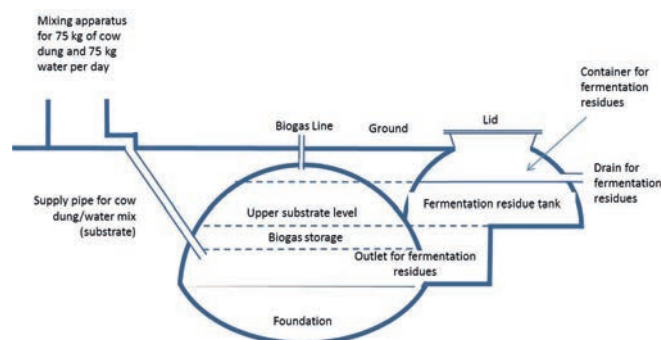 Mixing apparatus
for 75 kg of cow
dung and 75 kg
water per day
Container for
fermentation
residues
Biogas Line
Ground
Lid
Drain for
fermentation
residues
Supply pipe for cow
dung/water mix
(substrate)
Upper substrate level
Fermentation residue tank
Biogas storage
Outlet for fermentation
residues
Foundation